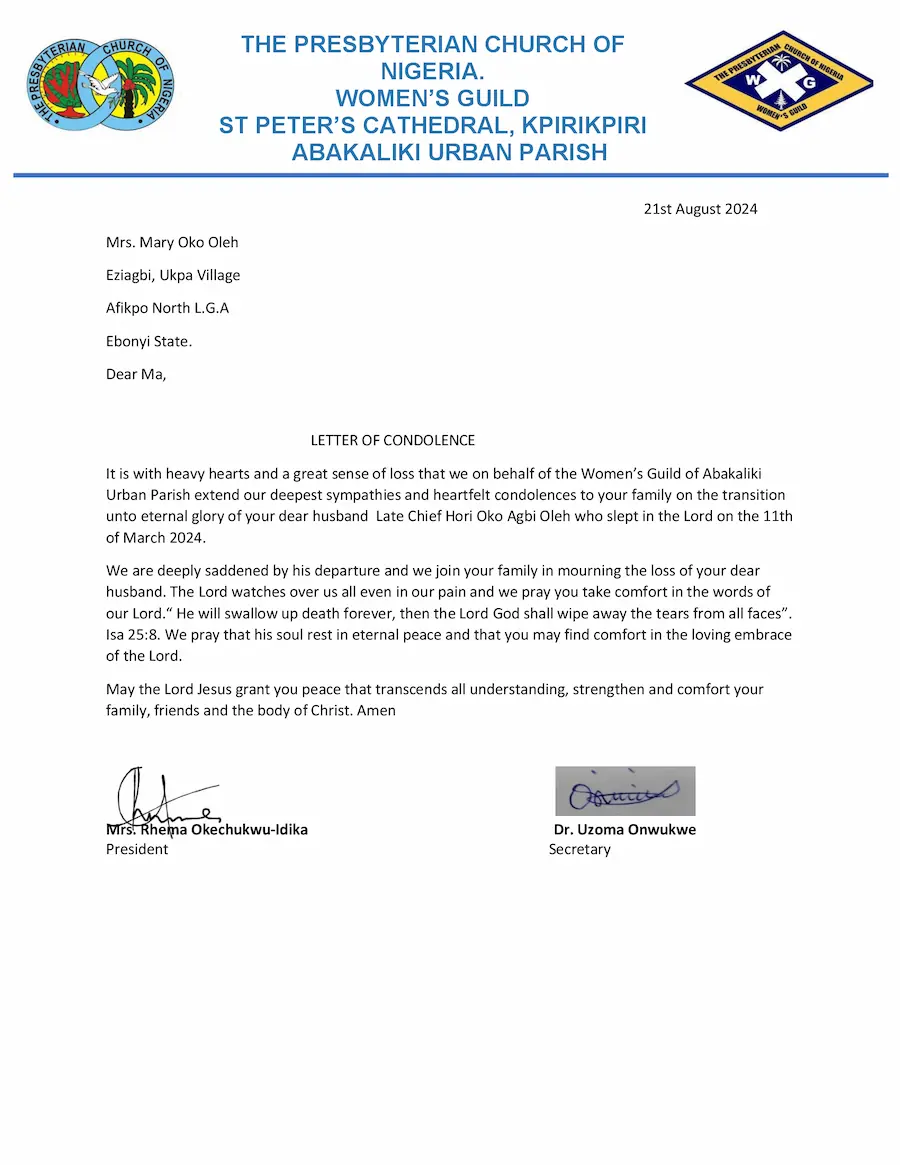 THE PRESBYTERIAN CHURCH OF NIGERIA
THE PRESBYTERIAN CHURCH OF
NIGERIA.
WOMEN'S GUILD
ST PETER'S CATHEDRAL, KPIRIKPIRI
ABAKALIKI URBAN PARISH
THE PRESBYTERIAN CHURCH OF NIGERIA
W G
WOMEN'S GUILD
21st August 2024
Mrs. Mary Oko Oleh
Eziagbi, Ukpa Village
Afikpo North L.G.A
Ebonyi State.
Dear Ma,
LETTER OF CONDOLENCE
It is with heavy hearts and a great sense of loss that we on behalf of the Women's Guild of Abakaliki
Urban Parish extend our deepest sympathies and heartfelt condolences to your family on the transition
unto eternal glory of your dear husband  Late Chief Hori Oko Agbi Oleh who slept in the Lord on the 11th
of March 2024.
We are deeply saddened by his departure and we join your family in mourning the loss of your dear
husband. The Lord watches over us all even in our pain and we pray you take comfort in the words of
our Lord.“ He will swallow up death forever, then the Lord God shall wipe away the tears from all faces”.
Isa 25:8. We pray that his soul rest in eternal peace and that you may find comfort in the loving embrace
of the Lord.
May the Lord Jesus grant you peace that transcends all understanding, strengthen and comfort your
family, friends and the body of Christ. Amen
Mrs. Rhema Okechukwu-Idika
Dr. Uzoma Onwukwe
President
Secretary